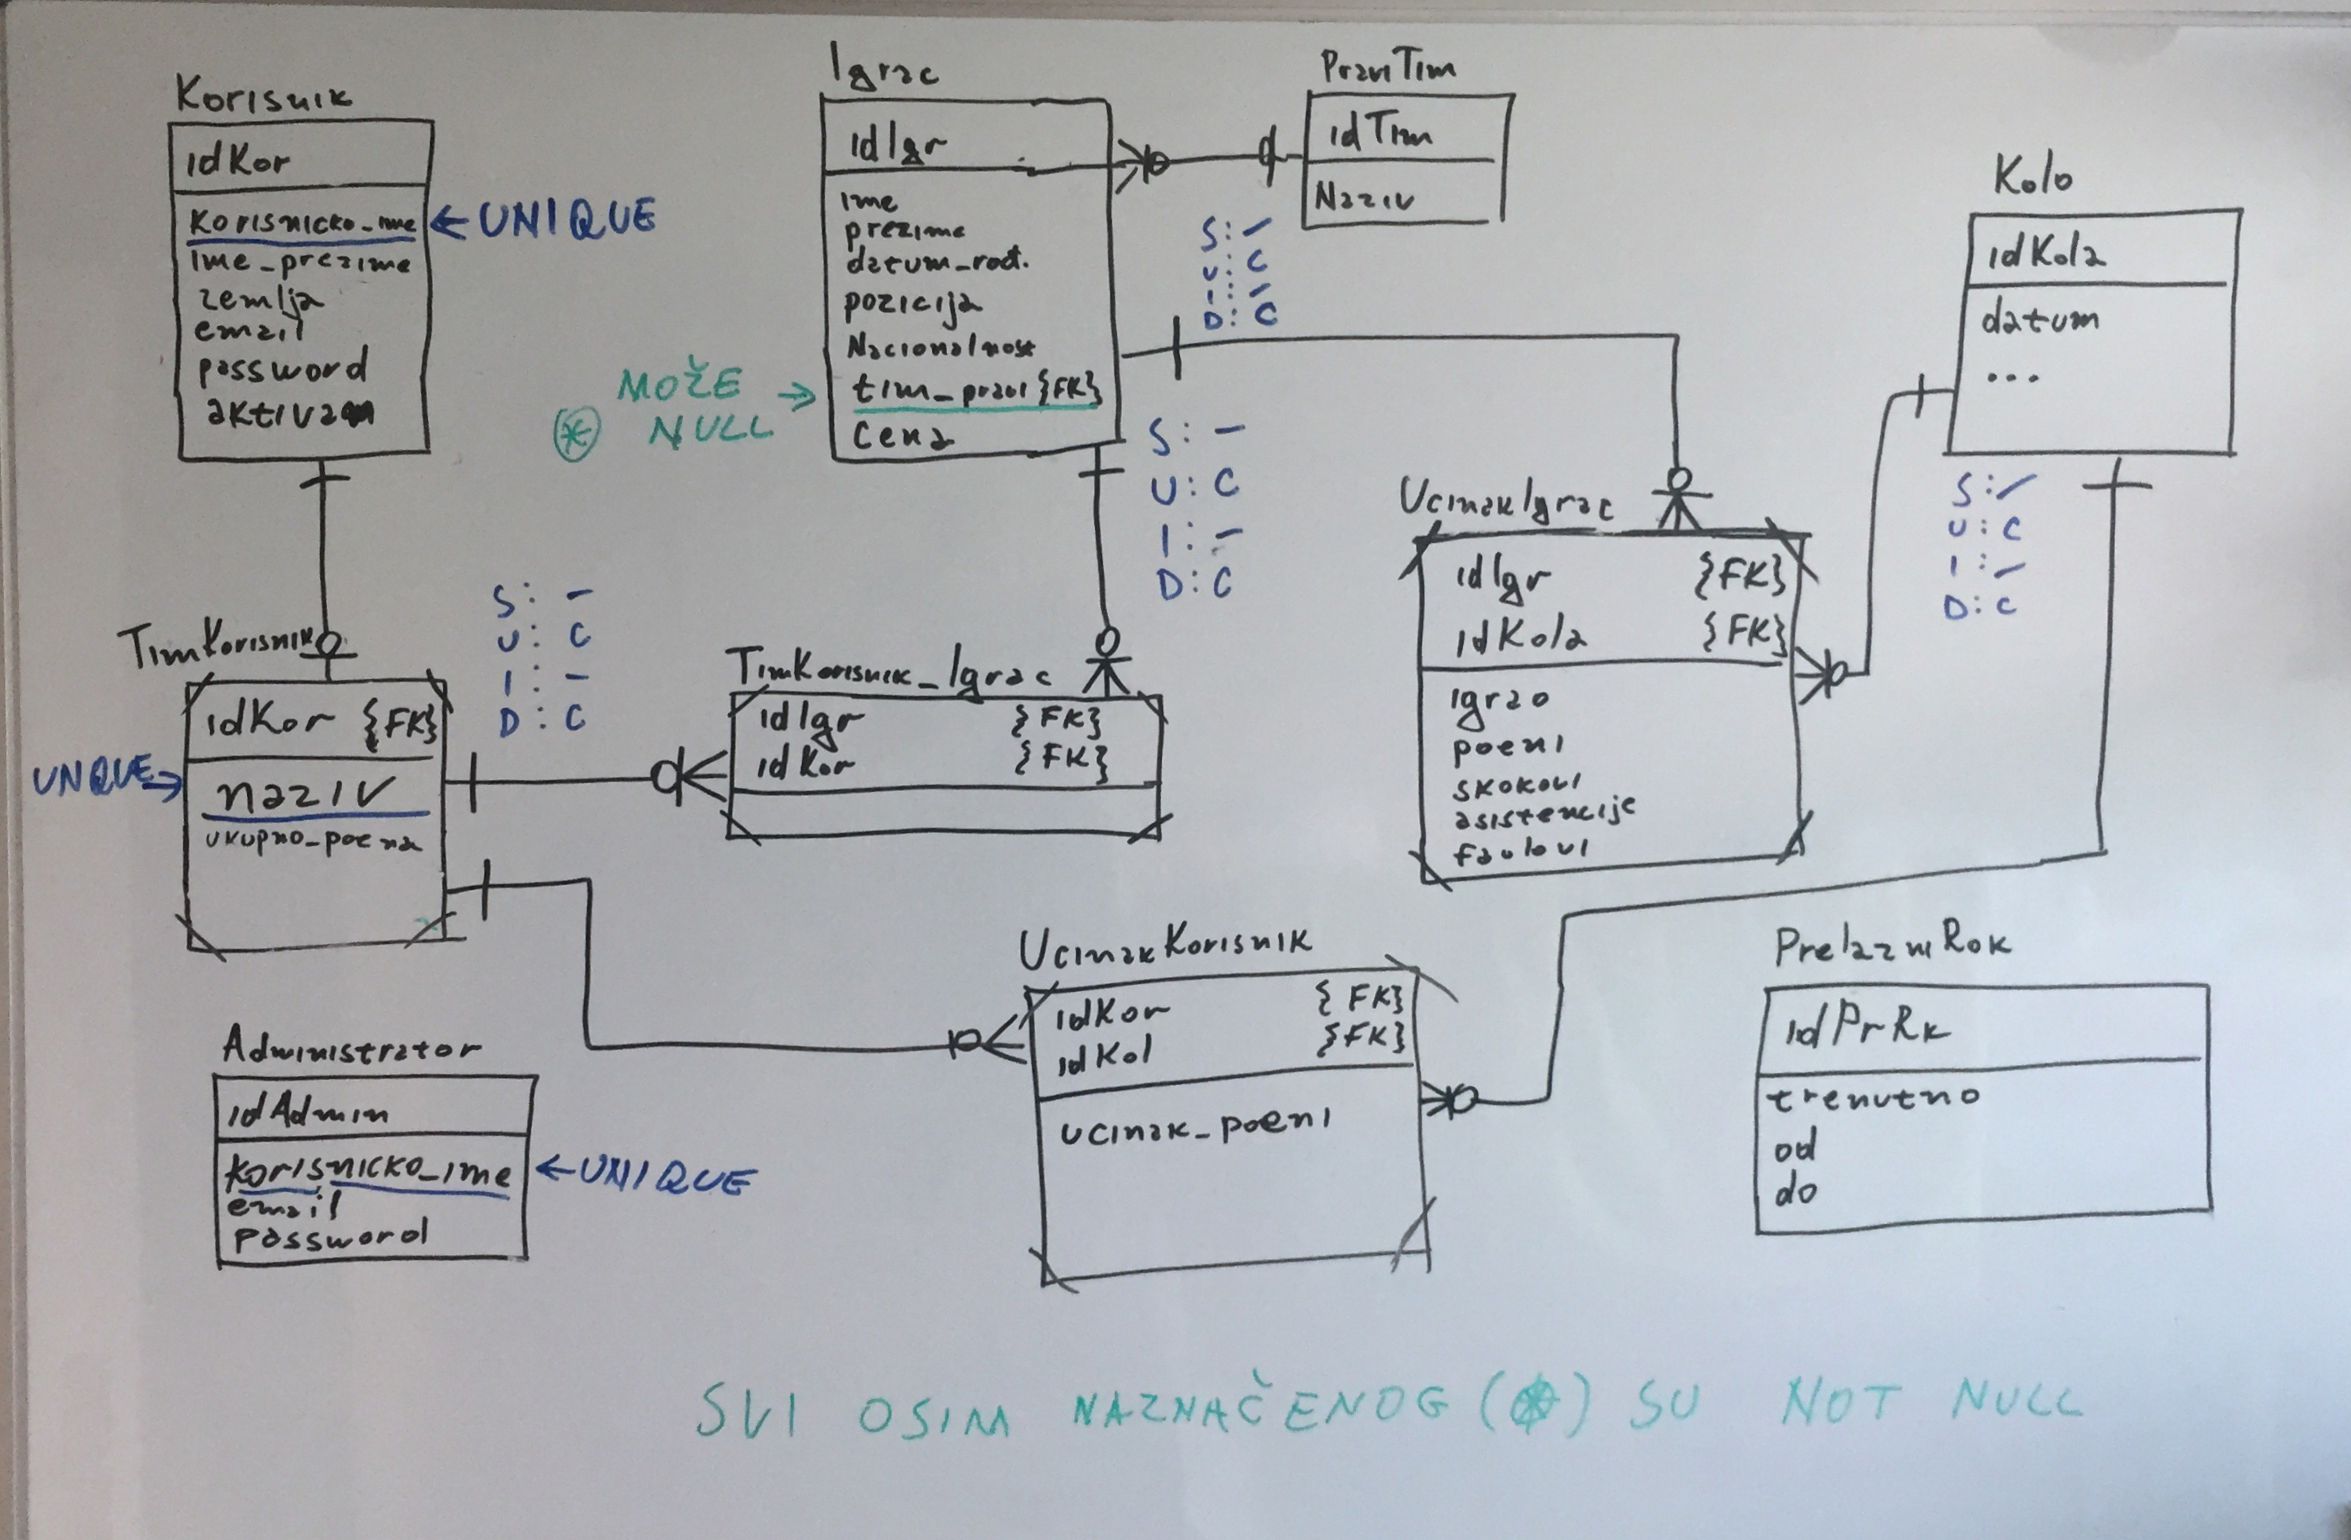 Korisnik
idKor
korisnicko_ime ← UNIQUE
ime_prezime
zemlja
email
password
aktivan
Igrac
idIgr
ime
prezime
datum_rođ.
pozicija
Nacionalnost
MOŽE → tim_pravi {FK}
* NULL
Cena
PraviTim
idTim
Naziv
S: -
U: C
I: -
D: C
Kolo
idKola
datum
...
S: -
U: C
I: -
D: C
S: -
U: C
I: -
D: C
UcinakIgrac
idIgr {FK}
idKola {FK}
igrao
poeni
skokovi
asistencije
faulovi
TimKorisnik
idKor {FK}
UNQUE → naziv
ukupno_poena
S: -
U: C
I: -
D: C
TimKorisnik_Igrac
idIgr {FK}
idKor {FK}
Administrator
idAdmin
korisnicko_ime ← UNIQUE
email
password
UcinakKorisnik
idKor {FK}
idKol {FK}
ucinak_poeni
PrelazniRok
idPrRk
trenutno
od
do
SVI OSIM NAZNAČENOG (*) SU NOT NULL